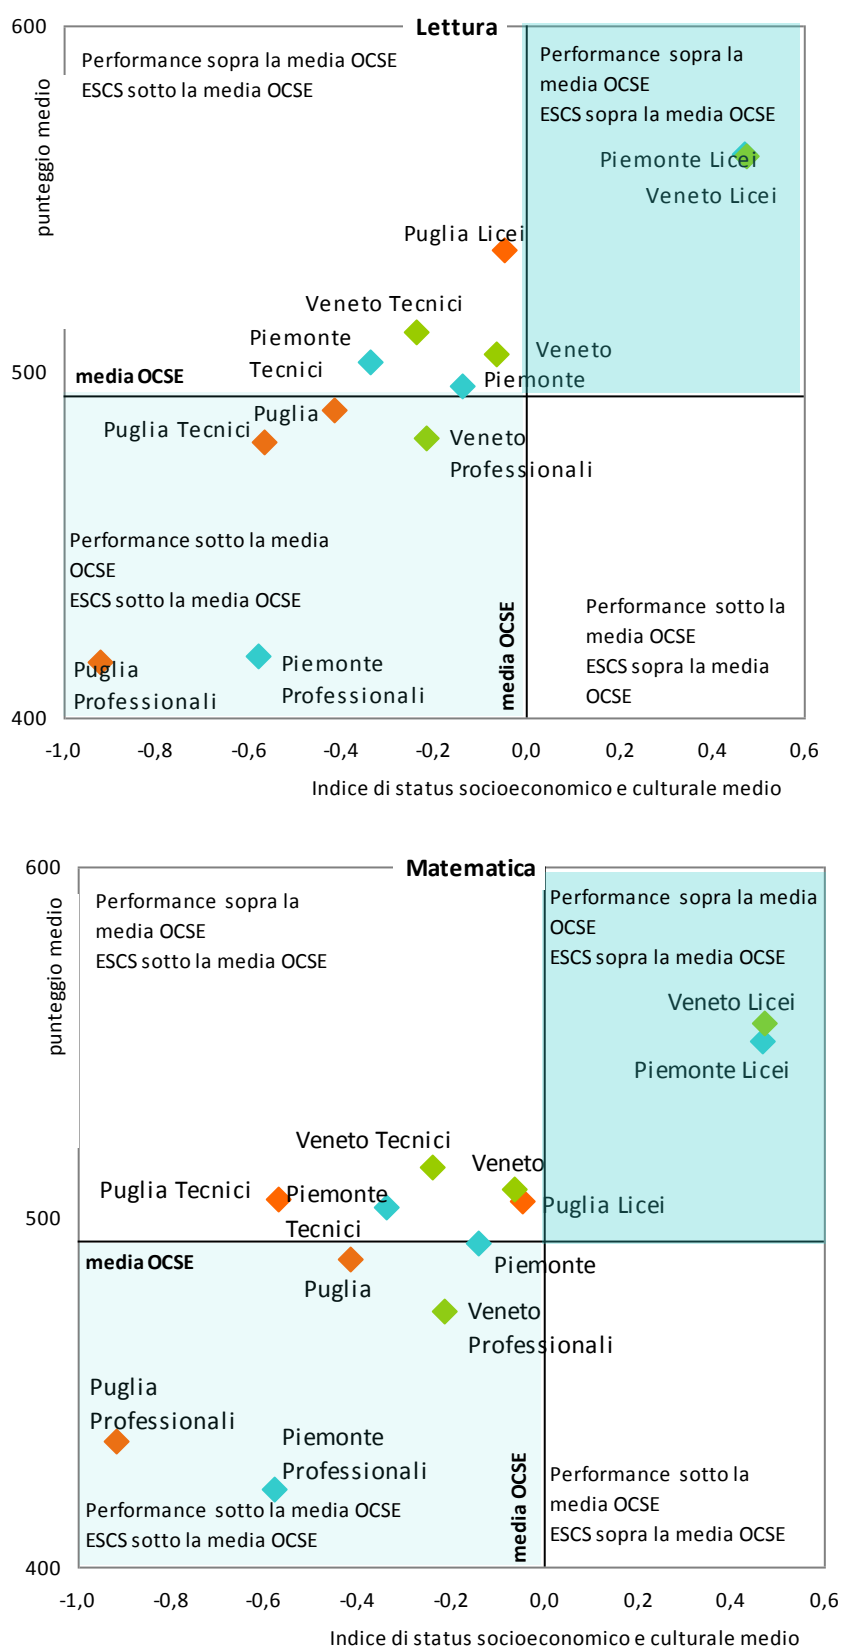 600
Lettura
Performance sopra la media OCSE
ESCS sotto la media OCSE
Performance sopra la
media OCSE
ESCS sopra la media OCSE
punteggio medio
Piemonte Licei
Veneto Licei
Puglia Licei
Veneto Tecnici
Piemonte
Tecnici
Veneto
500
media OCSE
Piemonte
Puglia
Puglia Tecnici
Veneto
Professionali
Performance sotto la media
OCSE
ESCS sotto la media OCSE
media OCSE
Performance sotto la
media OCSE
ESCS sopra la media
OCSE
Puglia
Professionali
Piemonte
Professionali
400
-1,0 -0,8 -0,6 -0,4 -0,2 0,0 0,2 0,4 0,6
Indice di status socioeconomico e culturale medio
600
Matematica
Performance sopra la
media OCSE
ESCS sotto la media OCSE
Performance sopra la media
OCSE
ESCS sopra la media OCSE
punteggio medio
Veneto Licei
Piemonte Licei
Veneto Tecnici
Veneto
Puglia Tecnici
Piemonte
Tecnici
Puglia Licei
500
media OCSE
Piemonte
Puglia
Veneto
Professionali
Puglia
Professionali
Piemonte
Professionali
media OCSE
Performance sotto la
media OCSE
ESCS sopra la media OCSE
Performance sotto la media OCSE
ESCS sotto la media OCSE
400
-1,0 -0,8 -0,6 -0,4 -0,2 0,0 0,2 0,4 0,6
Indice di status socioeconomico e culturale medio